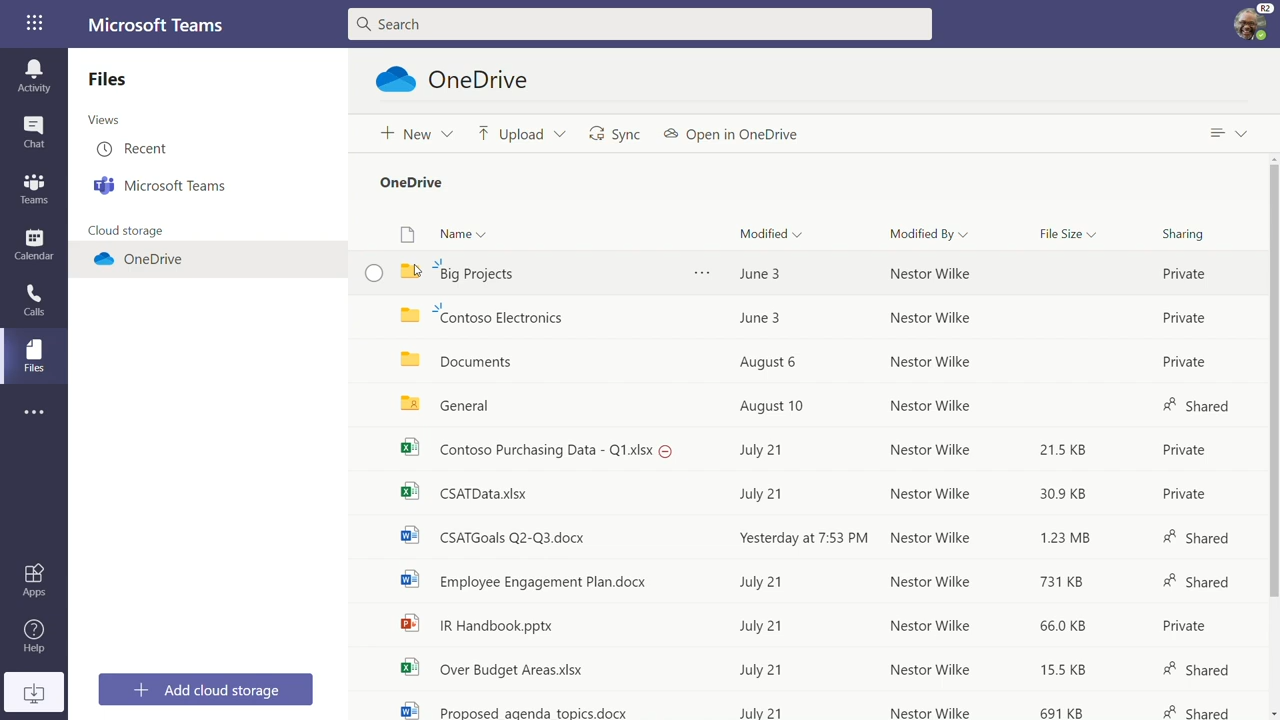 Microsoft Teams
Search
R2
Activity
Chat
Teams
Calendar
Calls
Files
Apps
Help
Files
Views
Recent
Microsoft Teams
Cloud storage
OneDrive
Add cloud storage
OneDrive
New Upload Sync Open in OneDrive
OneDrive
Name Modified Modified By File Size Sharing
Big Projects June 3 Nestor Wilke Private
Contoso Electronics June 3 Nestor Wilke Private
Documents August 6 Nestor Wilke Private
General August 10 Nestor Wilke Shared
Contoso Purchasing Data - Q1.xlsx July 21 Nestor Wilke 21.5 KB Private
CSATData.xlsx July 21 Nestor Wilke 30.9 KB Private
CSATGoals Q2-Q3.docx Yesterday at 7:53 PM Nestor Wilke 1.23 MB Shared
Employee Engagement Plan.docx July 21 Nestor Wilke 731 KB Shared
IR Handbook.pptx July 21 Nestor Wilke 66.0 KB Private
Over Budget Areas.xlsx July 21 Nestor Wilke 15.5 KB Shared
Proposed agenda topics.docx July 21 Nestor Wilke 691 KB Shared